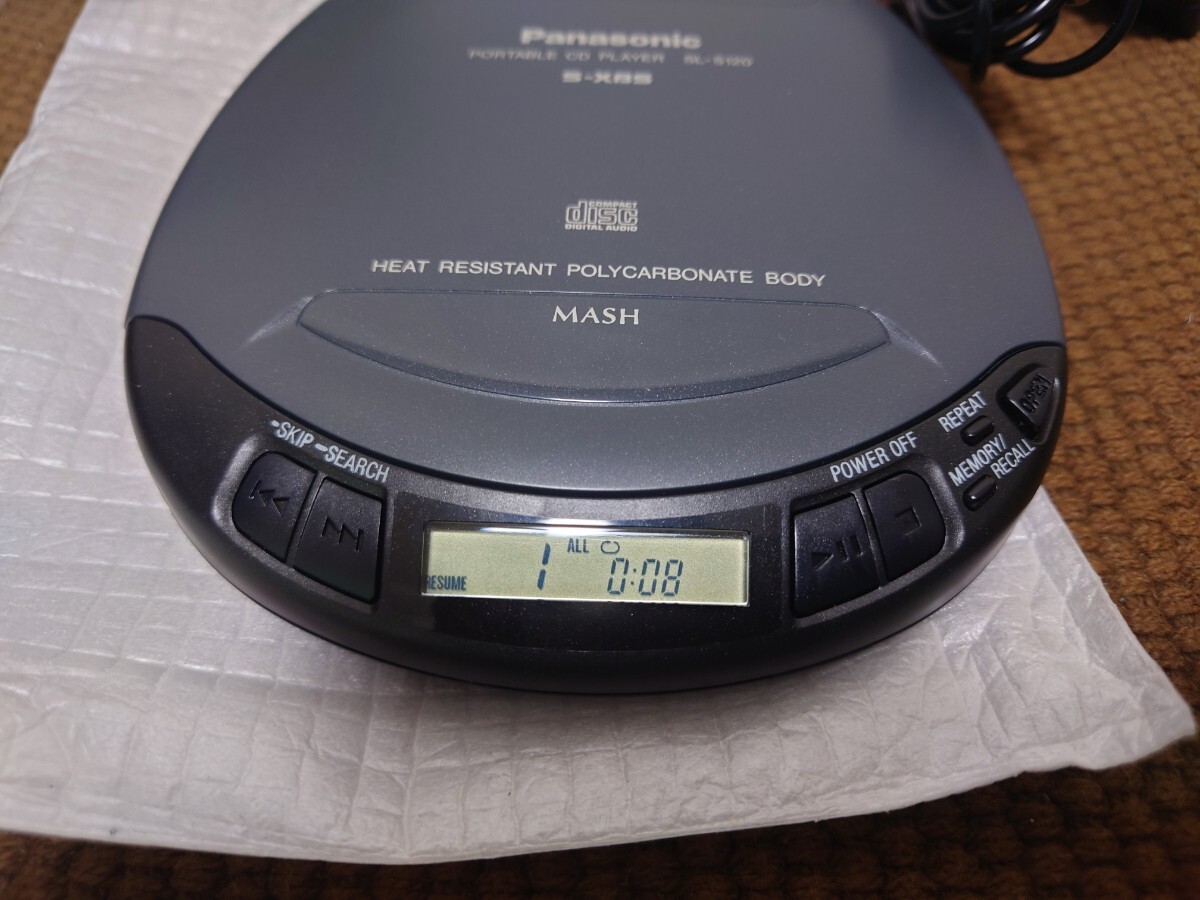 Panasonic
PORTABLE CD PLAYER SL-S120
S-XBS
COMPACT
disc
DIGITAL AUDIO
HEAT RESISTANT POLYCARBONATE BODY
MASH
OPEN
REPEAT
MEMORY/
RECALL
POWER OFF
-SKIP -SEARCH
ALL
1 0:08
RESUME